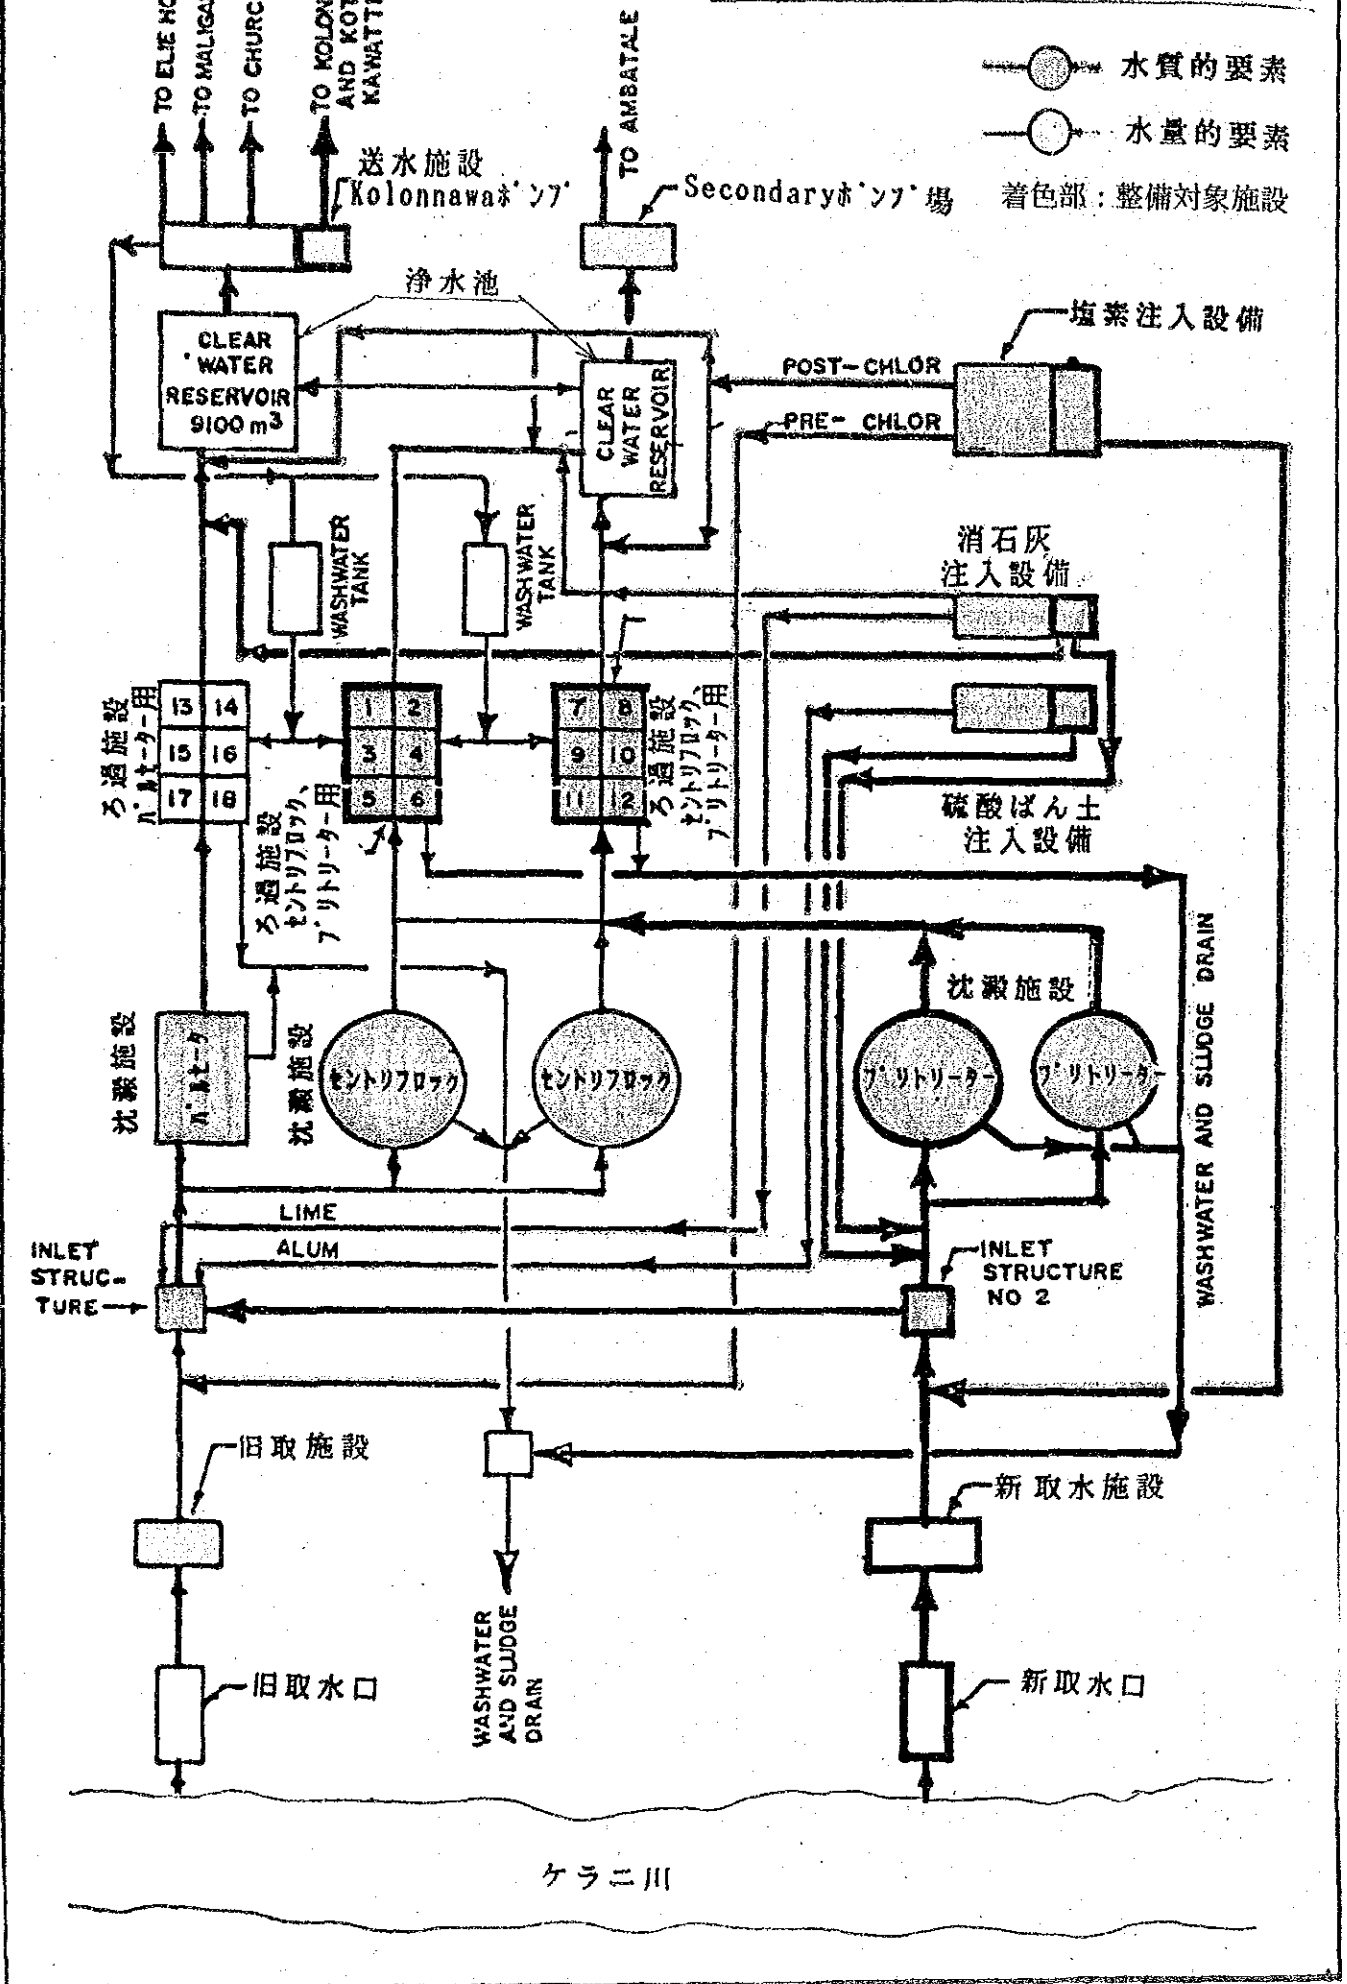 TO ELIE
TO
TO
TO
AND
TO AMBATALE
水質的要素
水量的要素
着色部：整備対象施設
送水施設
Kolonnawaポンプ
Secondaryポンプ場
浄水池
CLEAR
WATER
RESERVOIR
9100 m³
CLEAR
WATER
RESERVOIR
塩素注入設備
POST-CHLOR
PRE- CHLOR
WASHWATER
TANK
WASHWATER
TANK
消石灰
注入設備
硫酸ばん土
注入設備
ろ過施設
パルセーター用
13 14
15 16
17 18
1 2
3 4
5 6
7 8
9 10
11 12
ろ過施設
セントリフロック、
プリトリーター用
ろ過施設
セントリフロック、
プリトリーター用
沈澱施設
パルセータ
沈澱施設
セントリフロック
セントリフロック
沈澱施設
プリトリーター
プリトリーター
WASHWATER AND SLUDGE DRAIN
LIME
ALUM
INLET
STRUC-
TURE
INLET
STRUCTURE
NO 2
旧取施設
新取水施設
WASHWATER
AND SLUDGE
DRAIN
旧取水口
新取水口
ケラニ川